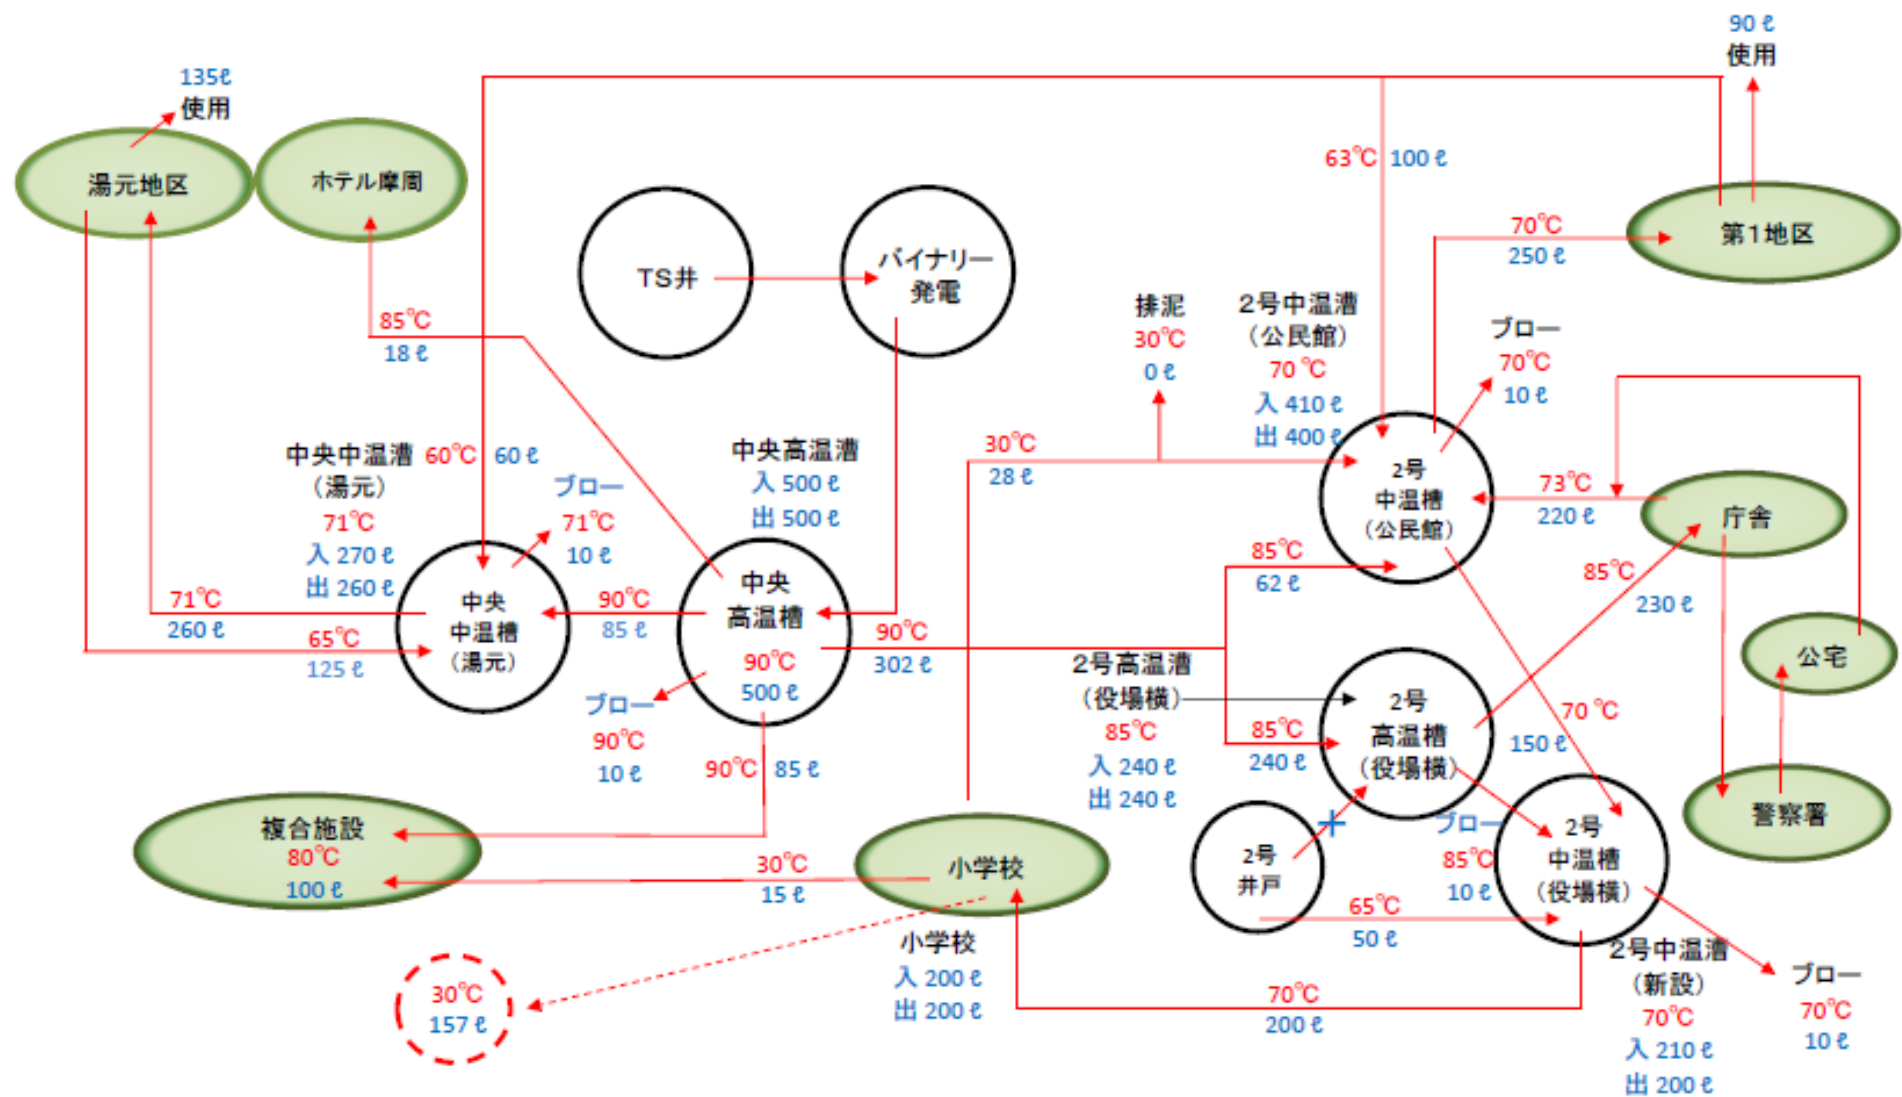 90ℓ
使用
135ℓ
使用
湯元地区
ホテル摩周
63℃
100ℓ
第1地区
70℃
250ℓ
TS井
バイナリー
発電
85℃
18ℓ
排泥
30℃
0ℓ
2号中温漕
（公民館）
70℃
入 410ℓ
出 400ℓ
ブロー
70℃
10ℓ
中央中温漕
（湯元）
71℃
入 270ℓ
出 260ℓ
60℃
60ℓ
ブロー
71℃
10ℓ
中央高温漕
入 500ℓ
出 500ℓ
30℃
28ℓ
2号
中温槽
（公民館）
73℃
220ℓ
庁舎
71℃
260ℓ
65℃
125ℓ
中央
中温槽
（湯元）
90℃
85ℓ
中央
高温槽
90℃
500ℓ
90℃
302ℓ
85℃
62ℓ
85℃
230ℓ
公宅
ブロー
90℃
10ℓ
90℃
85ℓ
2号高温漕
（役場横）
85℃
入 240ℓ
出 240ℓ
85℃
240ℓ
2号
高温槽
（役場横）
70℃
150ℓ
警察署
複合施設
80℃
100ℓ
30℃
15ℓ
小学校
小学校
入 200ℓ
出 200ℓ
2号
井戸
ブロー
85℃
10ℓ
2号
中温槽
（役場横）
65℃
50ℓ
30℃
157ℓ
70℃
200ℓ
2号中温漕
（新設）
70℃
入 210ℓ
出 200ℓ
ブロー
70℃
10ℓ